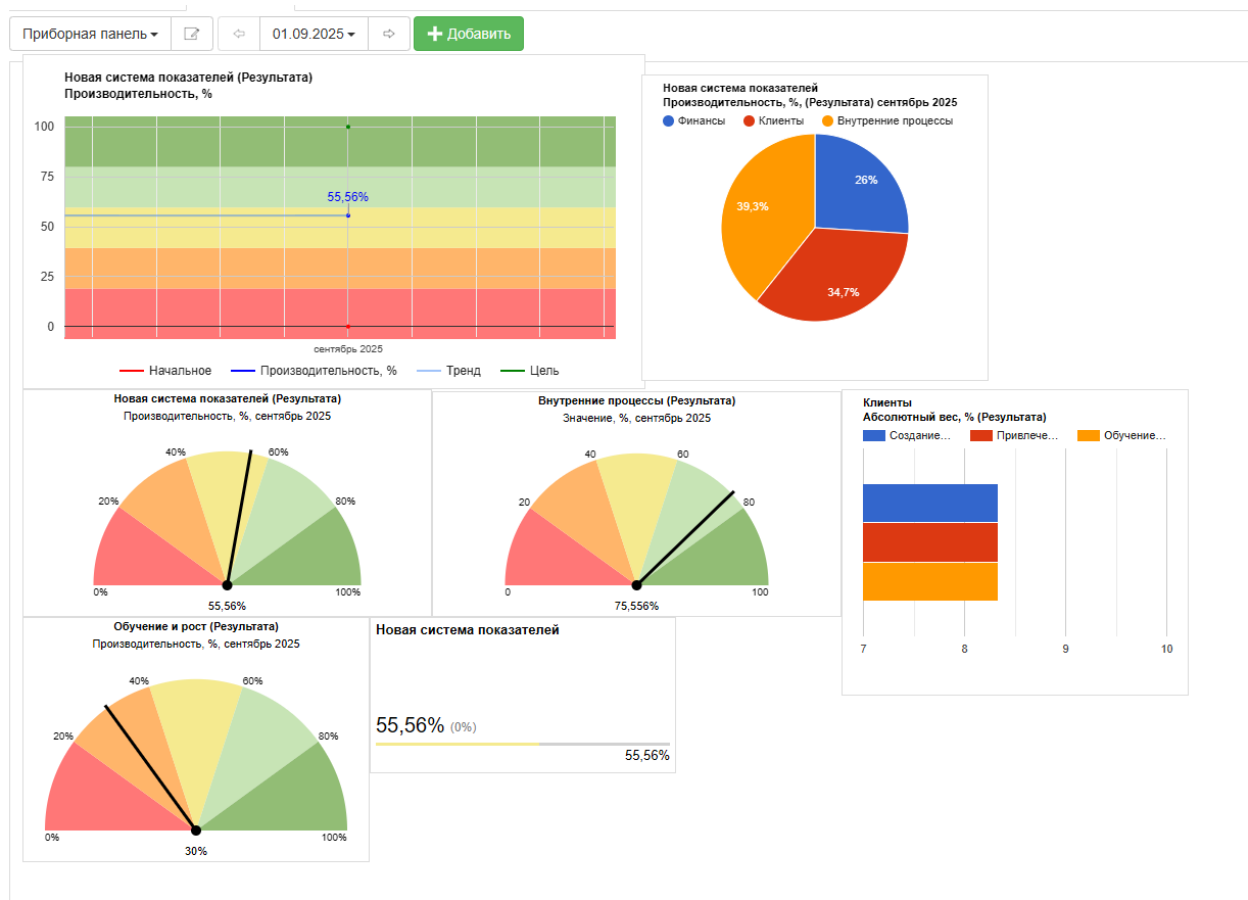 Приборная панель
01.09.2025
Добавить
Новая система показателей (Результата)
Производительность, %
100
75
50
25
0
55,56%
сентябрь 2025
Начальное Производительность, % Тренд Цель
Новая система показателей
Производительность, %, (Результата) сентябрь 2025
Финансы Клиенты Внутренние процессы
26%
39,3%
34,7%
Новая система показателей (Результата)
Производительность, %, сентябрь 2025
40% 60%
20% 80%
0% 100%
55,56%
Внутренние процессы (Результата)
Значение, %, сентябрь 2025
40 60
20 80
0 100
75,556%
Клиенты
Абсолютный вес, % (Результата)
Создание... Привлече... Обучение...
7 8 9 10
Обучение и рост (Результата)
Производительность, %, сентябрь 2025
40% 60%
20% 80%
0% 100%
30%
Новая система показателей
55,56% (0%)
55,56%